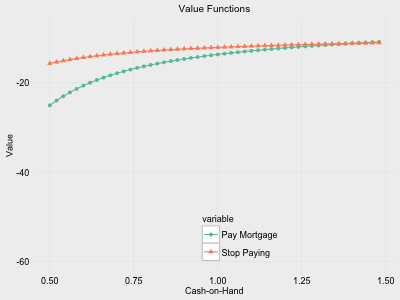 Value Functions
-20
-40
-60
Value
variable
Pay Mortgage
Stop Paying
0.50
0.75
1.00
1.25
1.50
Cash-on-Hand